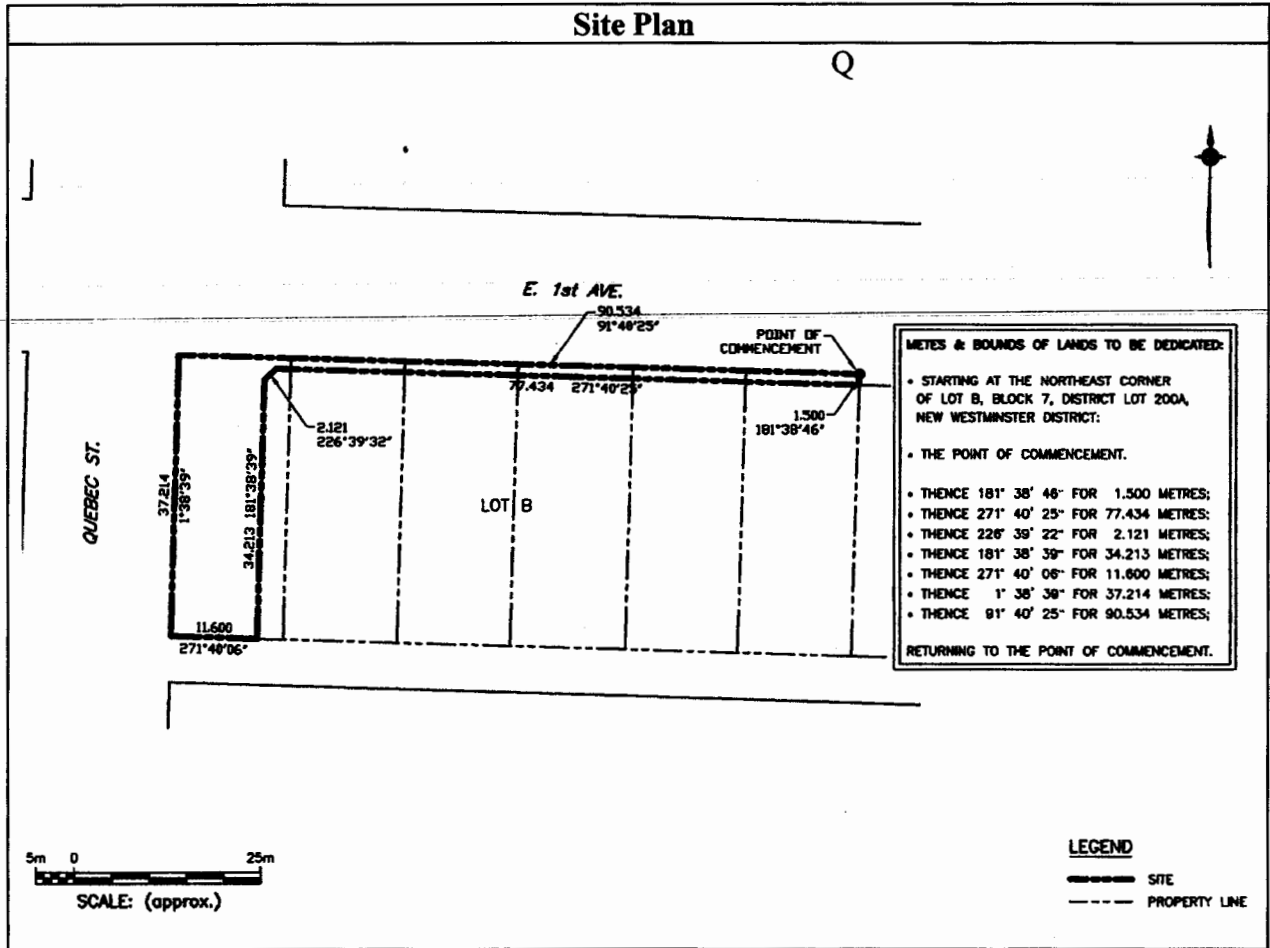 Site Plan
Q
E. 1st AVE.
90.534
91°40'25"
POINT OF
COMMENCEMENT
77.434 271°40'25"
1.500
181°38'46"
2.121
226°39'32"
QUEBEC ST.
37.214
1°38'39"
34.213 181°38'39"
LOT B
11.600
271°40'06"
METES & BOUNDS OF LANDS TO BE DEDICATED:
• STARTING AT THE NORTHEAST CORNER
OF LOT B, BLOCK 7, DISTRICT LOT 200A,
NEW WESTMINSTER DISTRICT:
• THE POINT OF COMMENCEMENT.
• THENCE 181° 38' 46" FOR 1.500 METRES;
• THENCE 271° 40' 25" FOR 77.434 METRES;
• THENCE 226° 39' 22" FOR 2.121 METRES;
• THENCE 181° 38' 39" FOR 34.213 METRES;
• THENCE 271° 40' 06" FOR 11.600 METRES;
• THENCE 1° 38' 39" FOR 37.214 METRES;
• THENCE 91° 40' 25" FOR 90.534 METRES;
RETURNING TO THE POINT OF COMMENCEMENT.
5m 0 25m
SCALE: (approx.)
LEGEND
SITE
PROPERTY LINE